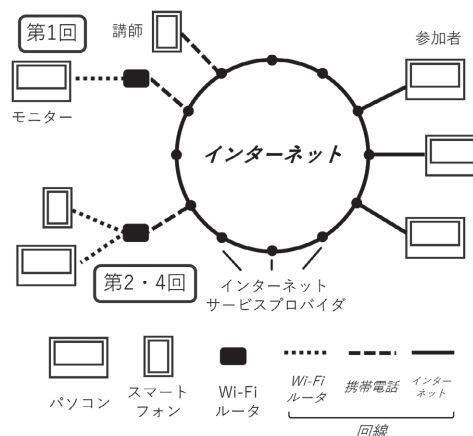 第1回
講師
参加者
モニター
インターネット
第2・4回
インターネット
サービスプロバイダ
パソコン
スマート
フォン
Wi-Fi
ルータ
Wi-Fi
ルータ
携帯電話
インター
ネット
回線